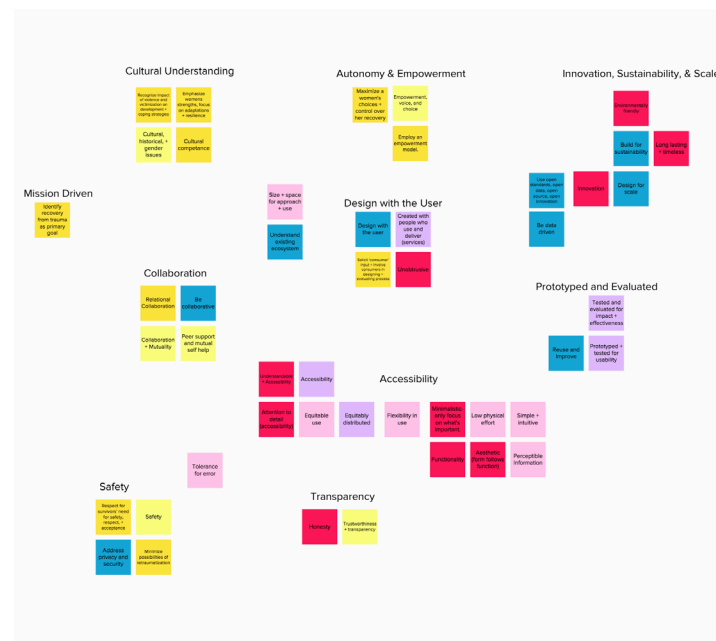 Cultural Understanding
Recognize impact
of violence and
victimization on
development +
coping strategies
Emphasize
womens
strengths, focus
on adaptations
+ resilience
Cultural,
historical, +
gender
issues
Cultural
competence
Autonomy & Empowerment
Maximize a
women's
choices +
control over
her recovery
Empowerment,
voice, and
choice
Employ an
empowerment
model.
Innovation, Sustainability, & Scale
Environmentally
friendly
Build for
sustainability
Long lasting
+ timeless
Use open
standards, open
data, open
source, open
innovation
Innovation
Design for
scale
Be data
driven
Mission Driven
Identify
recovery
from trauma
as primary
goal
Size + space
for approach
+ use
Understand
existing
ecosystem
Design with the User
Design with
the user
Created with
people who
use and
deliver
(services)
Solicit "consumer"
input + involve
consumers in
designing +
evaluating process
Unobtrusive
Collaboration
Relational
Collaboration
Be
collaborative
Collaboration
+ Mutuality
Peer support
and mutual
self help
Prototyped and Evaluated
Tested and
evaluated for
impact +
effectiveness
Reuse and
Improve
Prototyped +
tested for
usability
Accessibility
Understandable
+ Accessibility
Accessibility
Attention to
detail
(accessibility)
Equitable
use
Equitably
distributed
Flexibility in
use
Minimalistic:
only focus
on what's
important.
Low physical
effort
Simple +
intuitive
Functionality
Aesthetic
(form follows
function)
Perceptible
Information
Tolerance
for error
Safety
Respect for
survivors' need
for safety,
respect, +
acceptance
Safety
Address
privacy and
security
Minimize
possibilities of
retraumatization
Transparency
Honesty
Trustworthiness
+ transparency